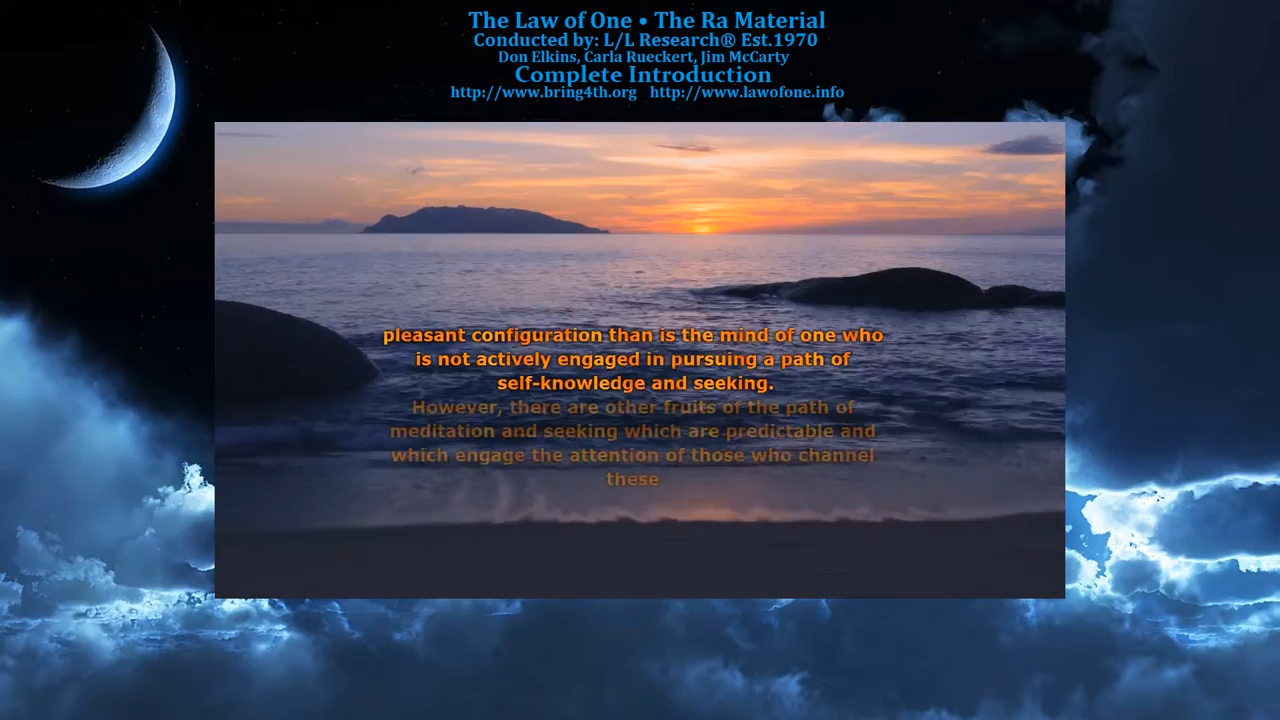 The Law of One • The Ra Material
Conducted by: L/L Research® Est.1970
Don Elkins, Carla Rueckert, Jim McCarty
Complete Introduction
http://www.bring4th.org http://www.lawofone.info
pleasant configuration than is the mind of one who
is not actively engaged in pursuing a path of
self-knowledge and seeking.
However, there are other fruits of the path of
meditation and seeking which are predictable and
which engage the attention of those who channel
these